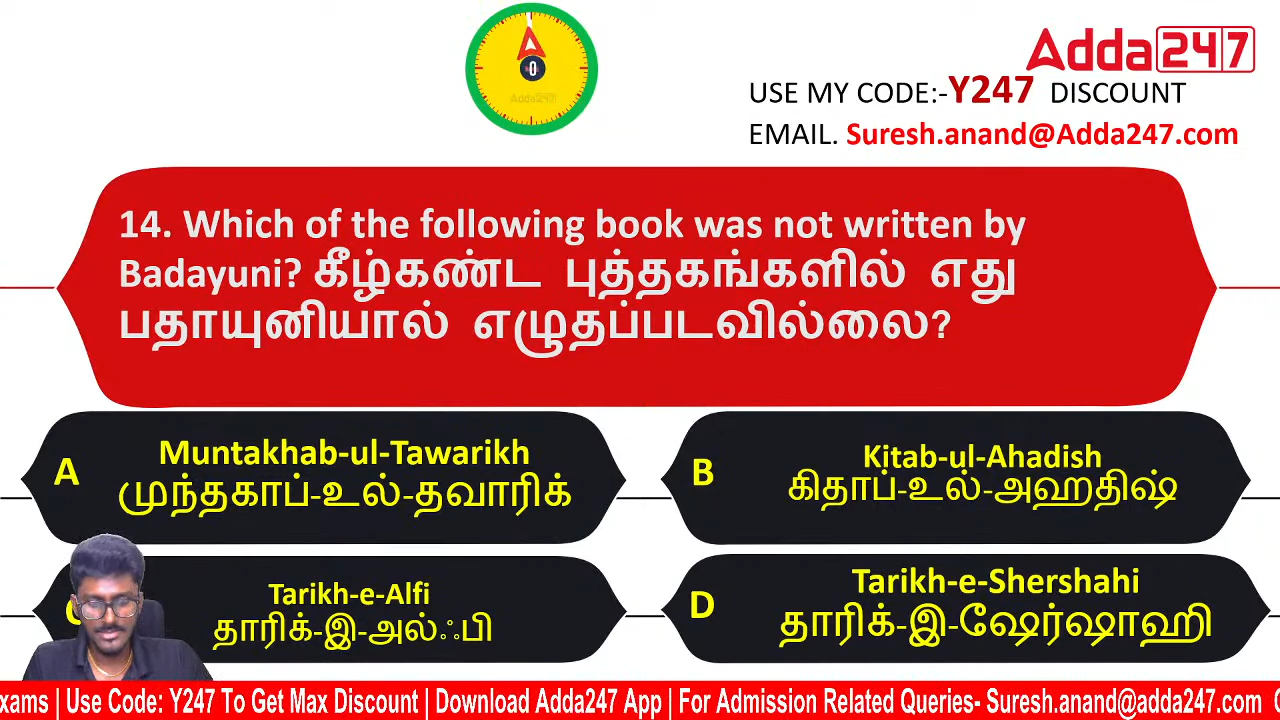 0
Adda247
Adda247
USE MY CODE:-Y247 DISCOUNT
EMAIL. Suresh.anand@Adda247.com
14. Which of the following book was not written by
Badayuni? கீழ்கண்ட புத்தகங்களில் எது
பதாயுனியால் எழுதப்படவில்லை?
A
Muntakhab-ul-Tawarikh
முந்தகாப்-உல்-தவாரிக்
B
Kitab-ul-Ahadish
கிதாப்-உல்-அஹதிஷ்
Tarikh-e-Alfi
தாரிக்-இ-அல்ஃபி
D
Tarikh-e-Shershahi
தாரிக்-இ-ஷேர்ஷாஹி
xams | Use Code: Y247 To Get Max Discount | Download Adda247 App | For Admission Related Queries- Suresh.anand@adda247.com